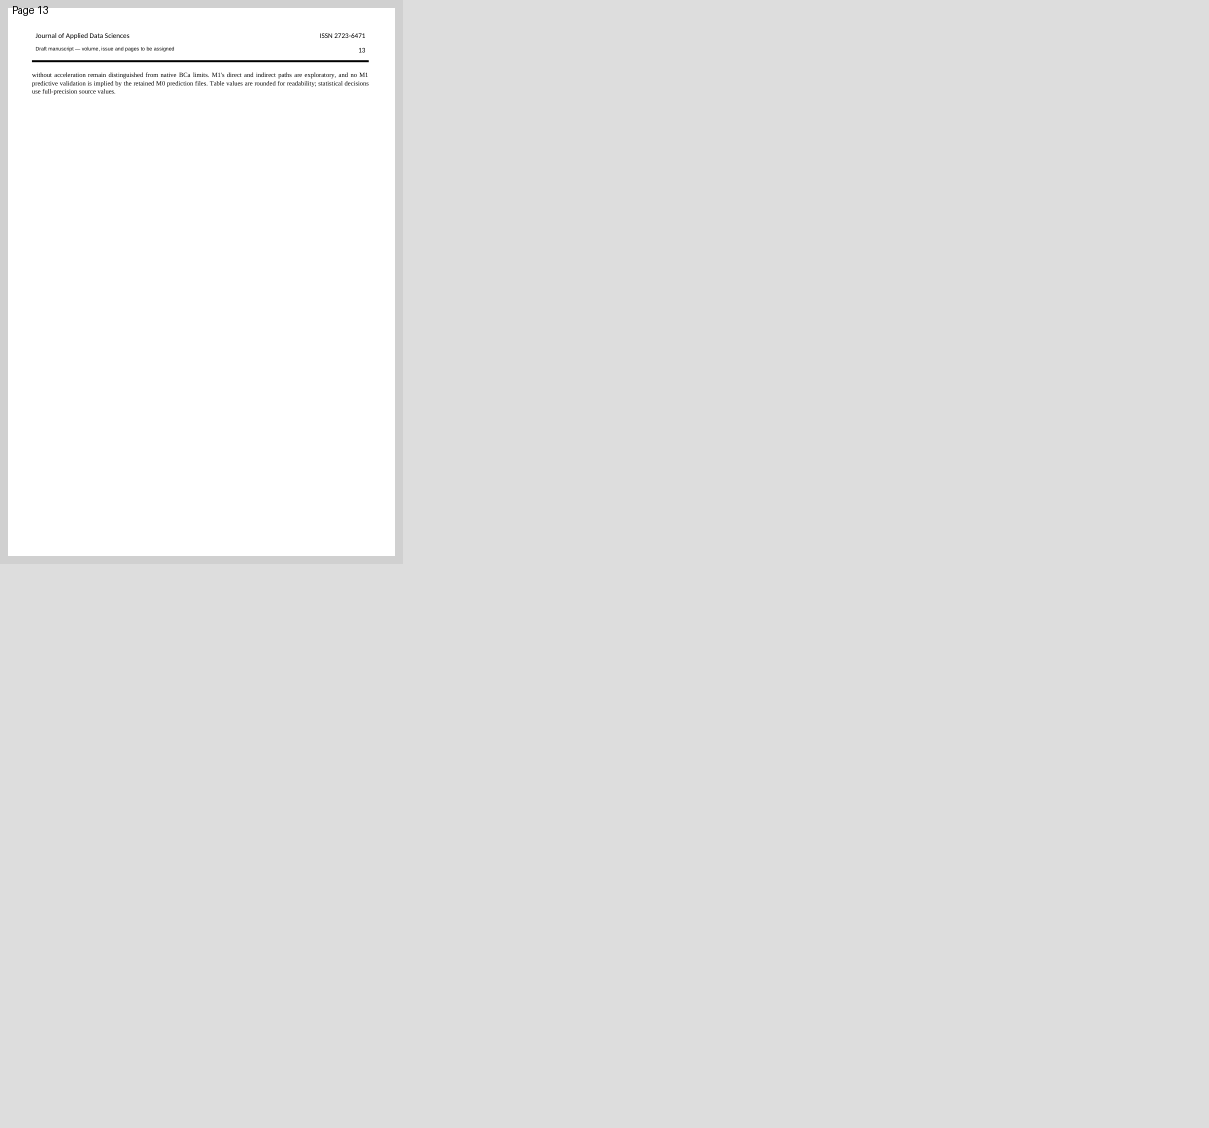 Page 13
Journal of Applied Data Sciences ISSN 2723-6471
Draft manuscript — volume, issue and pages to be assigned 13
without acceleration remain distinguished from native BCa limits. M1's direct and indirect paths are exploratory, and no M1
predictive validation is implied by the retained M0 prediction files. Table values are rounded for readability; statistical decisions
use full-precision source values.